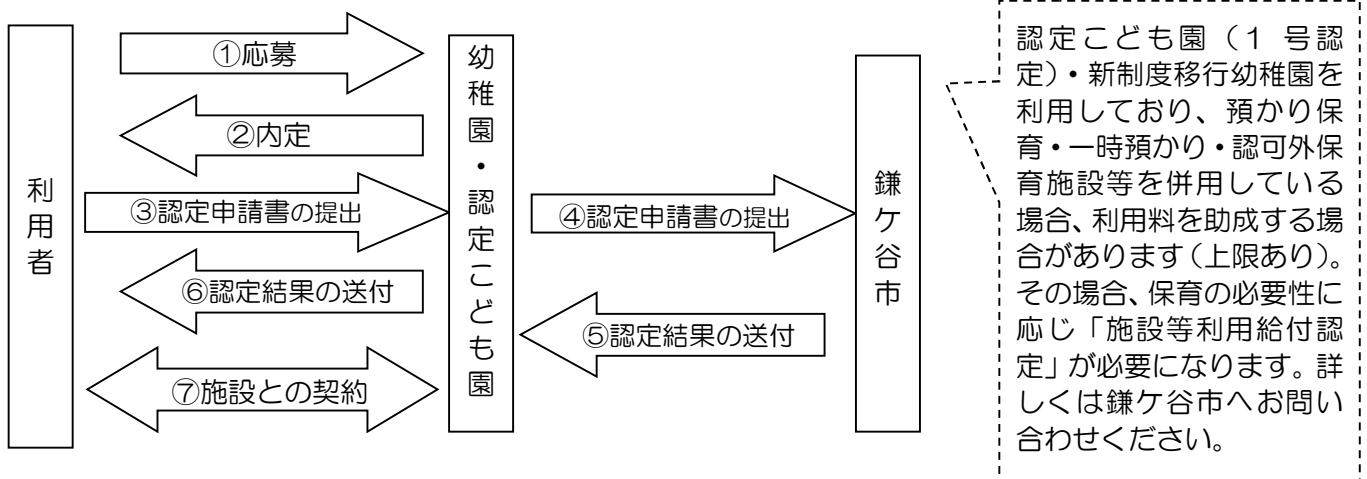 利用者
①応募
②内定
③認定申請書の提出
⑥認定結果の送付
⑦施設との契約
幼稚園・認定こども園
④認定申請書の提出
⑤認定結果の送付
鎌ケ谷市
認定こども園（1 号認
定）・新制度移行幼稚園を
利用しており、預かり保
育・一時預かり・認可外保
育施設等を併用している
場合、利用料を助成する場
合があります（上限あり）。
その場合、保育の必要性に
応じ「施設等利用給付認
定」が必要になります。詳
しくは鎌ケ谷市へお問い
合わせください。